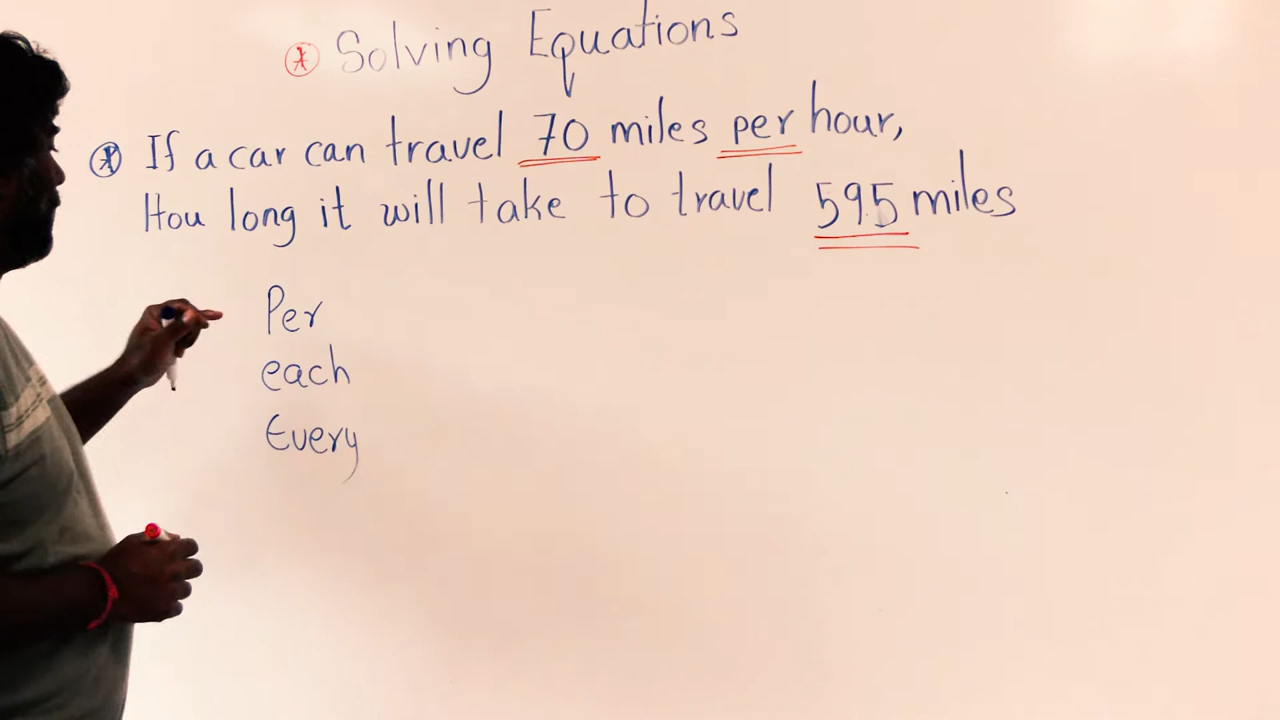 Solving Equations
If a car can travel 70 miles per hour,
How long it will take to travel 595 miles
Per
each
Every